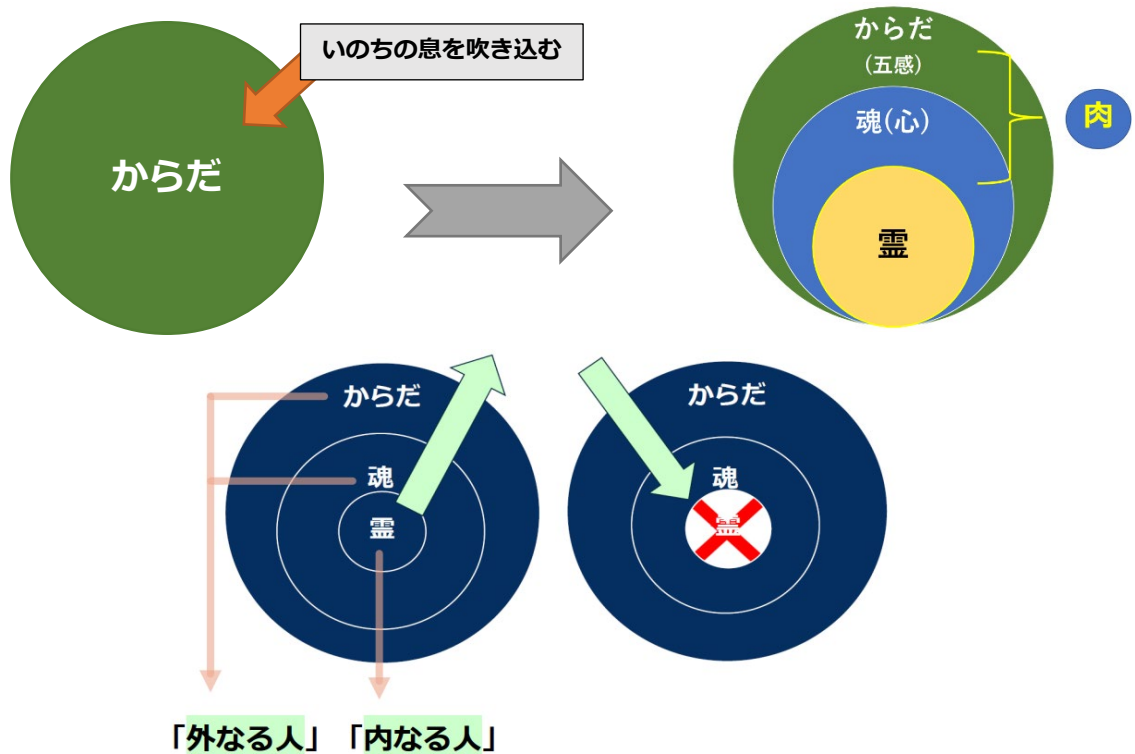 いのちの息を吹き込む
からだ
からだ
(五感)
魂(心)
肉
霊
からだ
魂
霊
からだ
魂
霊
「外なる人」「内なる人」